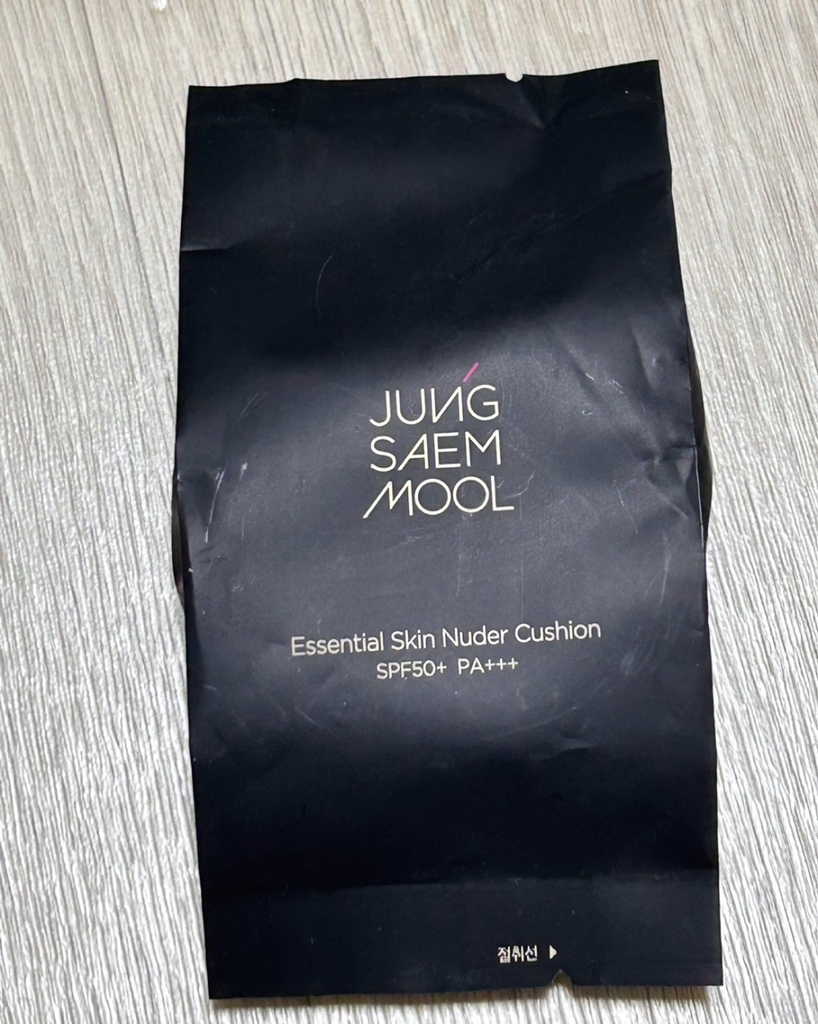 JUNG
SAEM
MOOL
Essential Skin Nuder Cushion
SPF50+ PA+++
절취선